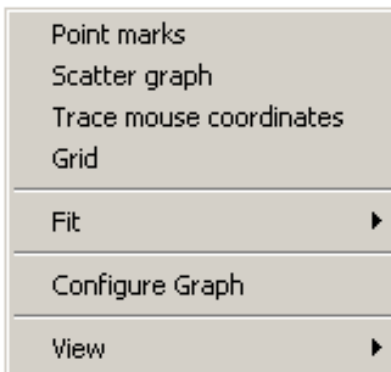 Point marks
Scatter graph
Trace mouse coordinates
Grid
Fit
Configure Graph
View